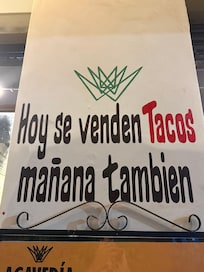 Hoy se venden Tacos
mañana tambien
AGAVERÍA